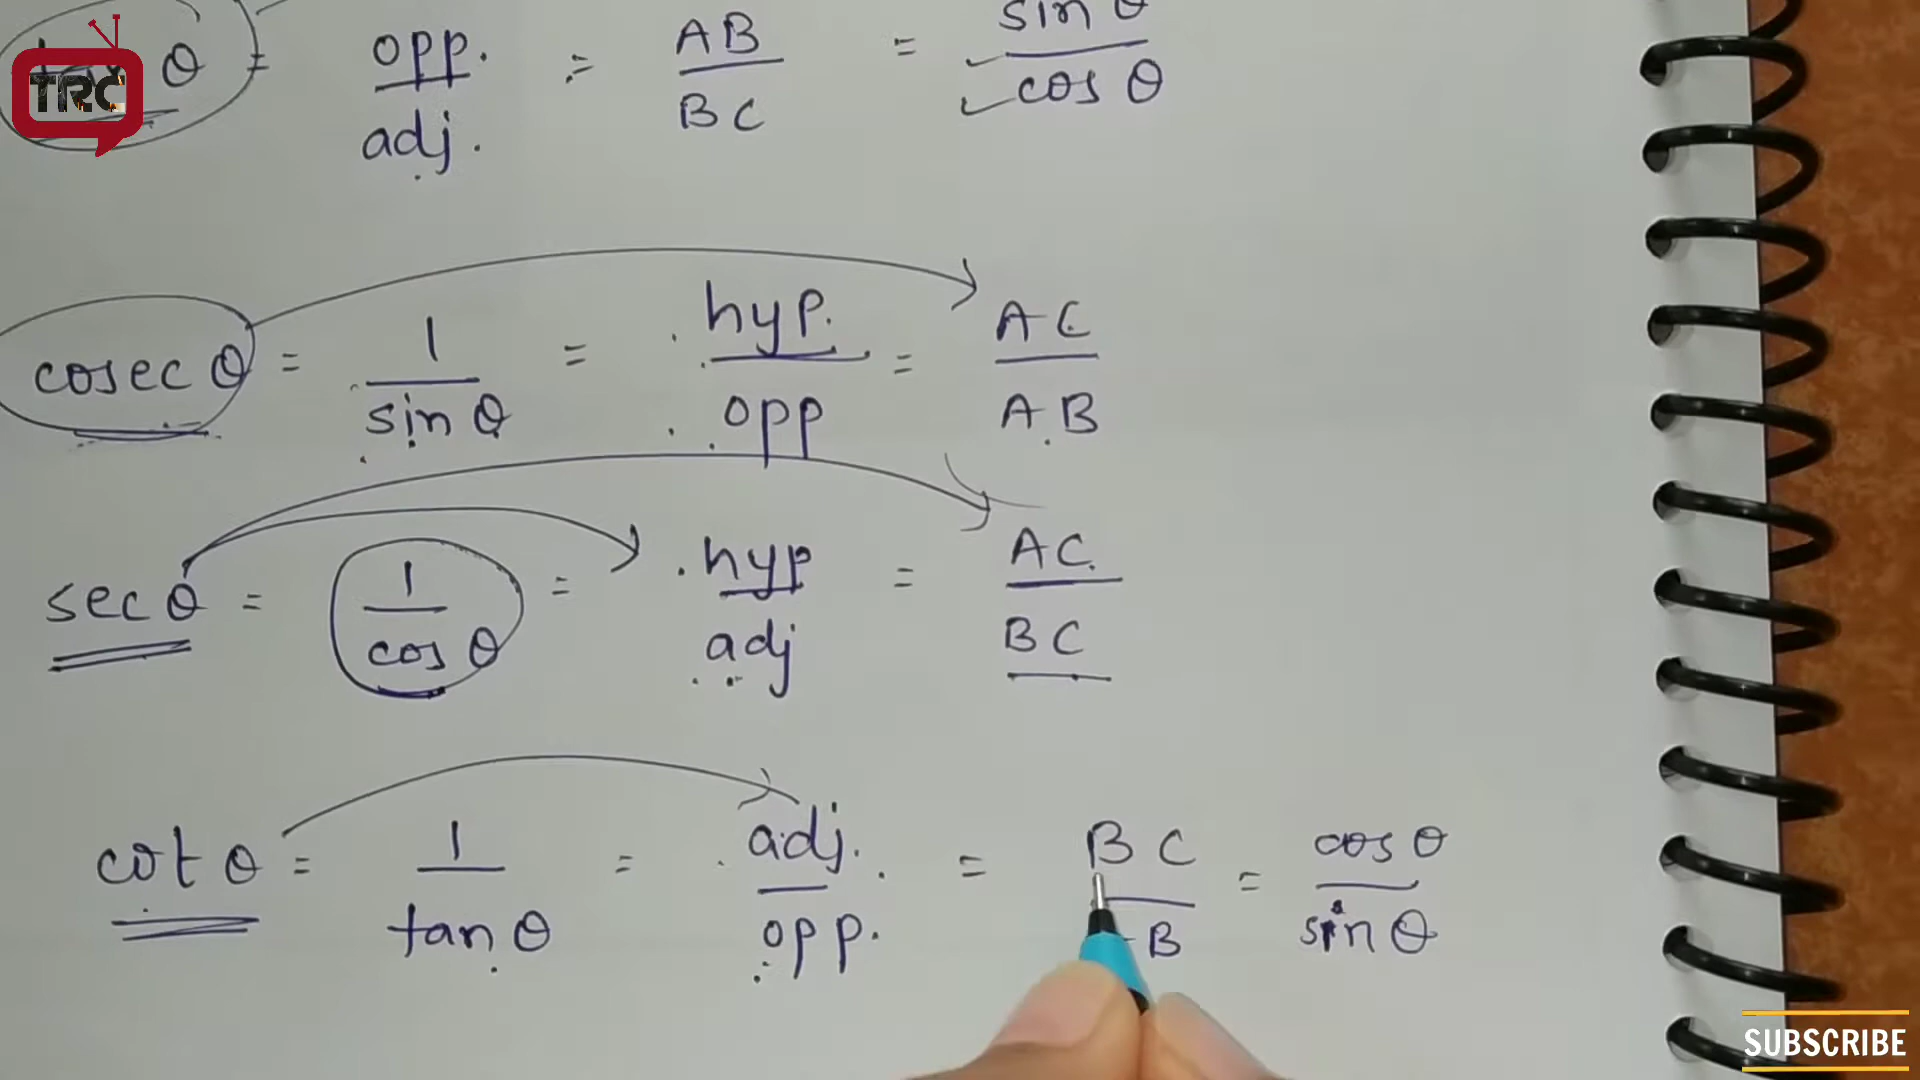 tan θ = opp. / adj. = AB / BC = sin θ / cos θ
TRC
cosec θ = 1 / sin θ = hyp. / opp = AC / AB
sec θ = 1 / cos θ = hyp / adj = AC / BC
cot θ = 1 / tan θ = adj. / opp. = BC / B = cos θ / sin θ
SUBSCRIBE